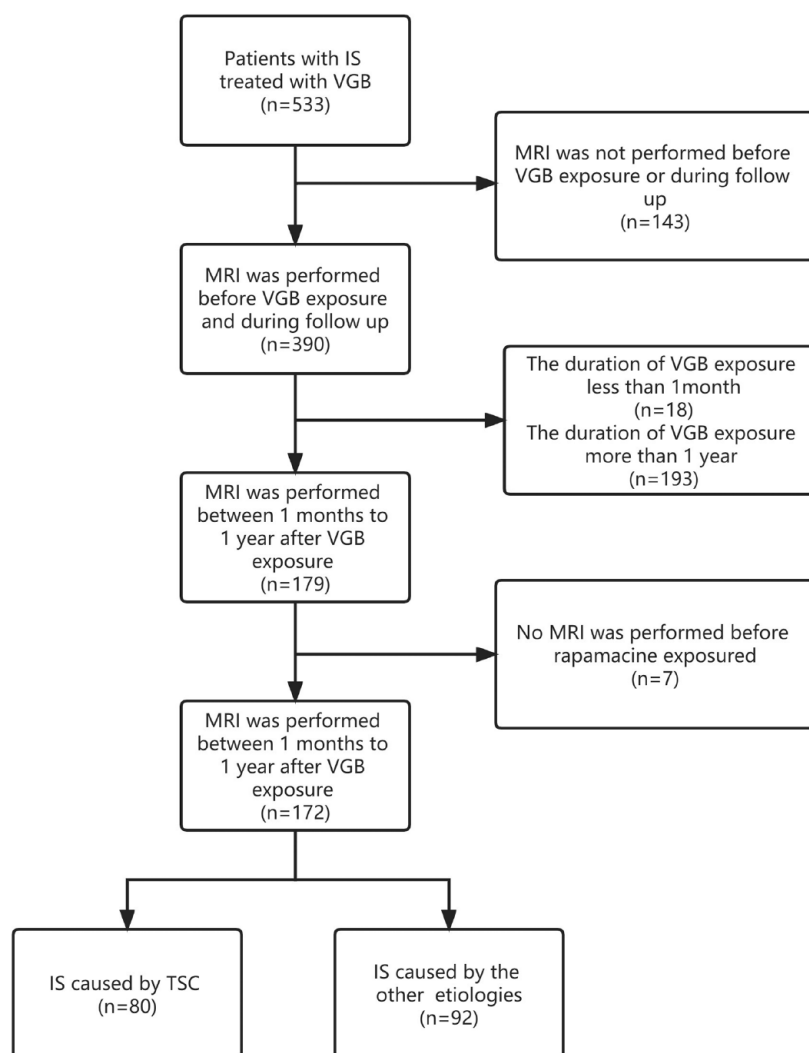 Patients with IS
treated with VGB
(n=533)
MRI was not performed before
VGB exposure or during follow
up
(n=143)
MRI was performed
before VGB exposure
and during follow up
(n=390)
The duration of VGB exposure
less than 1month
(n=18)
The duration of VGB exposure
more than 1 year
(n=193)
MRI was performed
between 1 months to
1 year after VGB
exposure
(n=179)
No MRI was performed before
rapamacine exposured
(n=7)
MRI was performed
between 1 months to
1 year after VGB
exposure
(n=172)
IS caused by TSC
(n=80)
IS caused by the
other etiologies
(n=92)